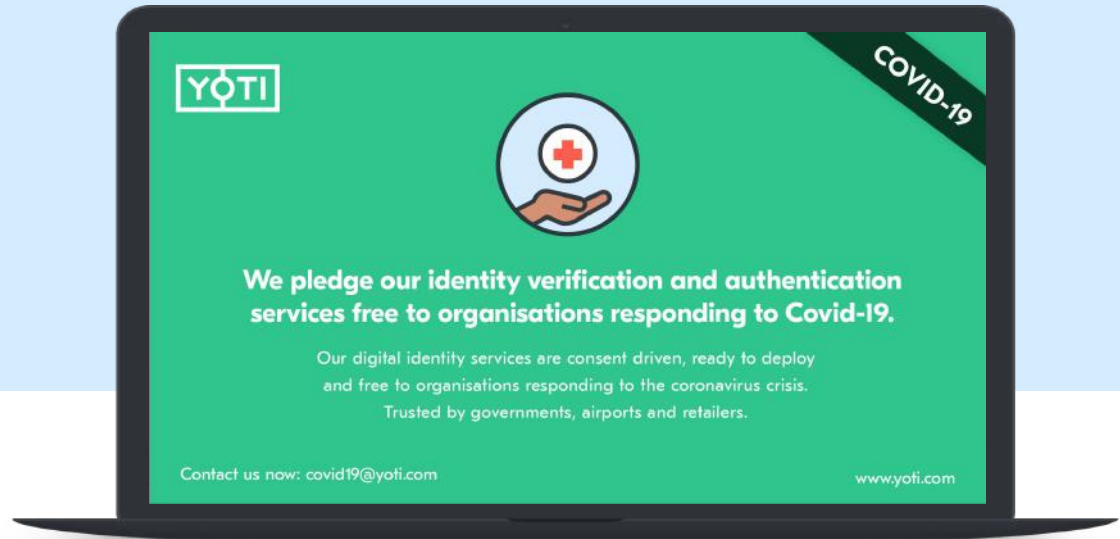 YOTI
COVID-19
We pledge our identity verification and authentication
services free to organisations responding to Covid-19.
Our digital identity services are consent driven, ready to deploy
and free to organisations responding to the coronavirus crisis.
Trusted by governments, airports and retailers.
Contact us now: covid19@yoti.com
www.yoti.com